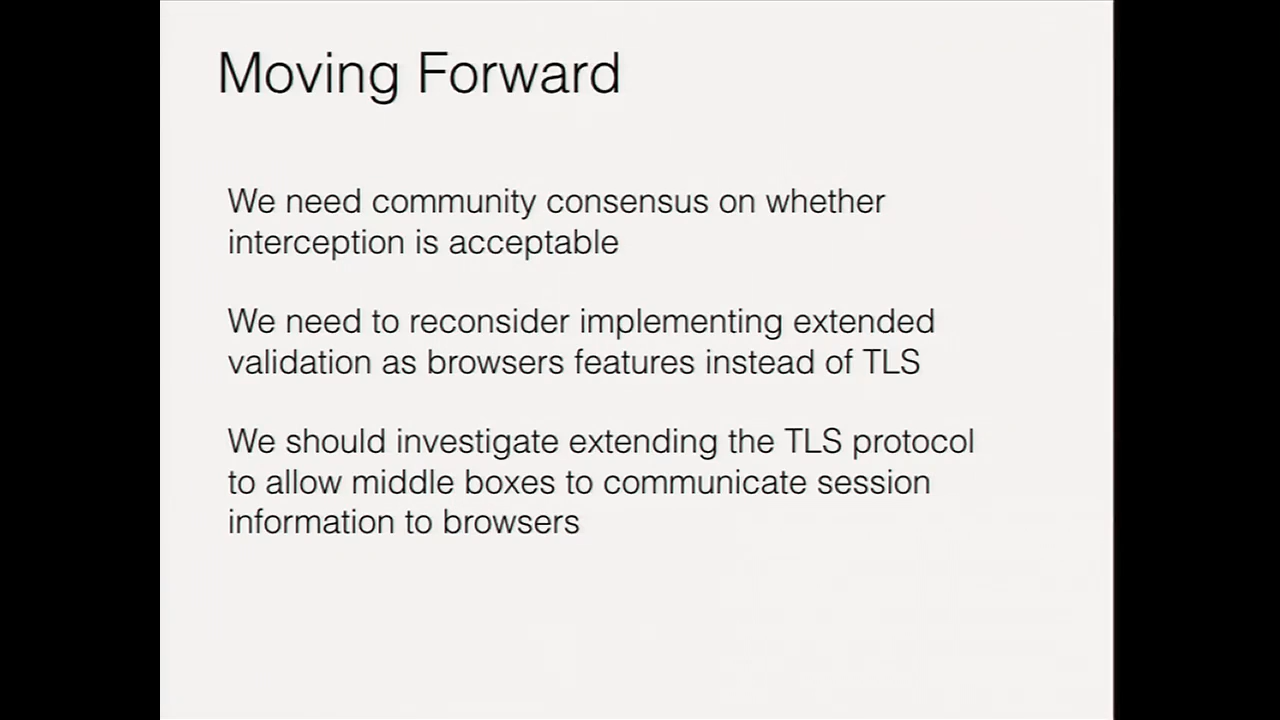 Moving Forward
We need community consensus on whether
interception is acceptable
We need to reconsider implementing extended
validation as browsers features instead of TLS
We should investigate extending the TLS protocol
to allow middle boxes to communicate session
information to browsers